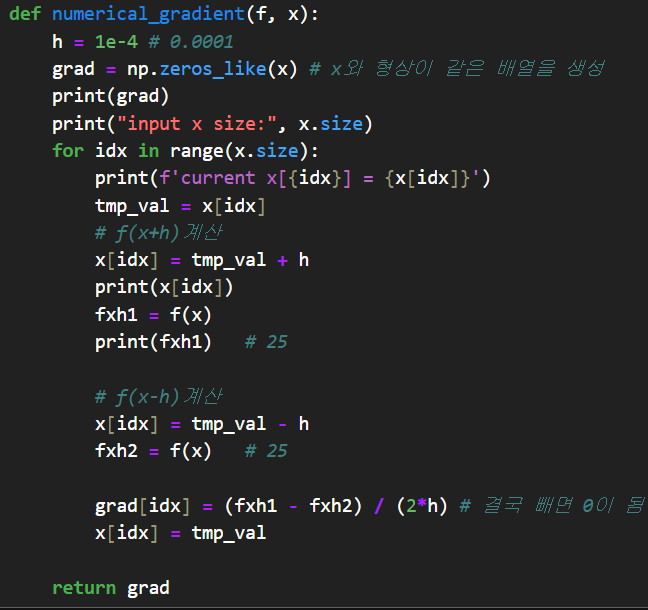 def numerical_gradient(f, x):
    h = 1e-4 # 0.0001
    grad = np.zeros_like(x) # x와 형상이 같은 배열을 생성
    print(grad)
    print("input x size:", x.size)
    for idx in range(x.size):
        print(f'current x[{idx}] = {x[idx]}')
        tmp_val = x[idx]
        # f(x+h)계산
        x[idx] = tmp_val + h
        print(x[idx])
        fxh1 = f(x)
        print(fxh1)   # 25
        # f(x-h)계산
        x[idx] = tmp_val - h
        fxh2 = f(x)   # 25
        grad[idx] = (fxh1 - fxh2) / (2*h) # 결국 빼면 0이 됨
        x[idx] = tmp_val
    return grad